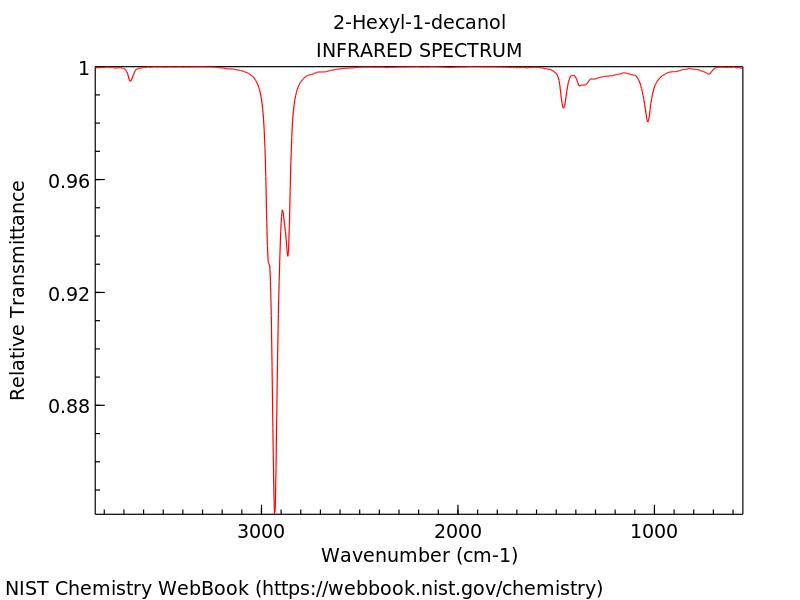 2-Hexyl-1-decanol
INFRARED SPECTRUM
1
0.96
0.92
0.88
Relative Transmittance
3000 2000 1000
Wavenumber (cm-1)
NIST Chemistry WebBook (https://webbook.nist.gov/chemistry)